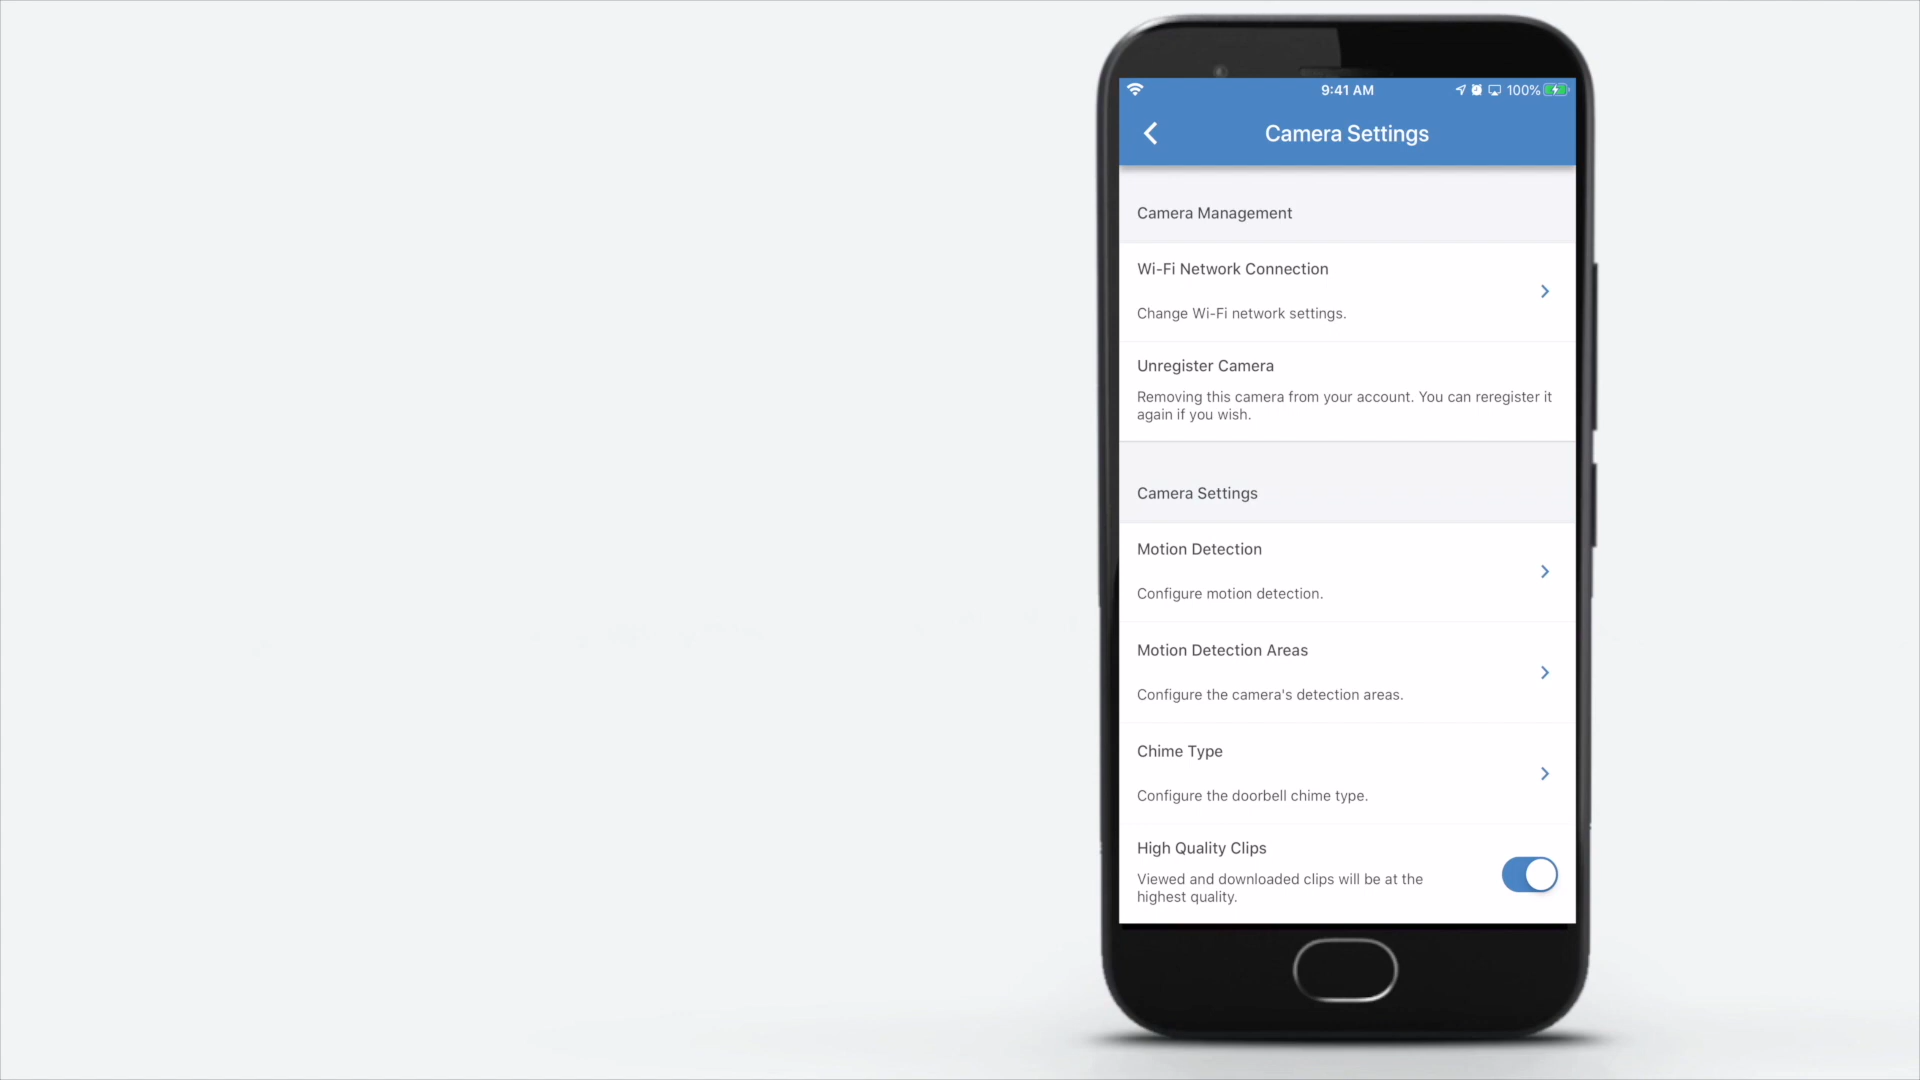 9:41 AM 100%
Camera Settings
Camera Management
Wi-Fi Network Connection
Change Wi-Fi network settings.
Unregister Camera
Removing this camera from your account. You can reregister it
again if you wish.
Camera Settings
Motion Detection
Configure motion detection.
Motion Detection Areas
Configure the camera's detection areas.
Chime Type
Configure the doorbell chime type.
High Quality Clips
Viewed and downloaded clips will be at the
highest quality.